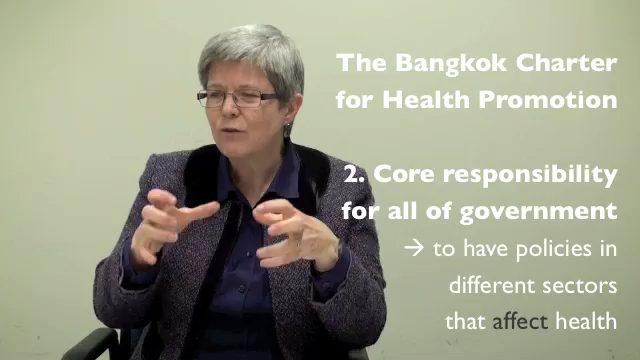 The Bangkok Charter
for Health Promotion
2. Core responsibility
for all of government
→ to have policies in
different sectors
that affect health